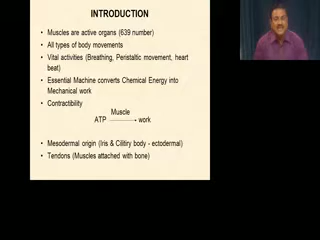 INTRODUCTION
• Muscles are active organs (639 number)
• All types of body movements
• Vital activities (Breathing, Peristaltic movement, heart
beat)
• Essential Machine converts Chemical Energy into
Mechanical work
• Contractibility
Muscle
ATP ————→ work
• Mesodermal origin (Iris & Cilitiry body - ectodermal)
• Tendons (Muscles attached with bone)